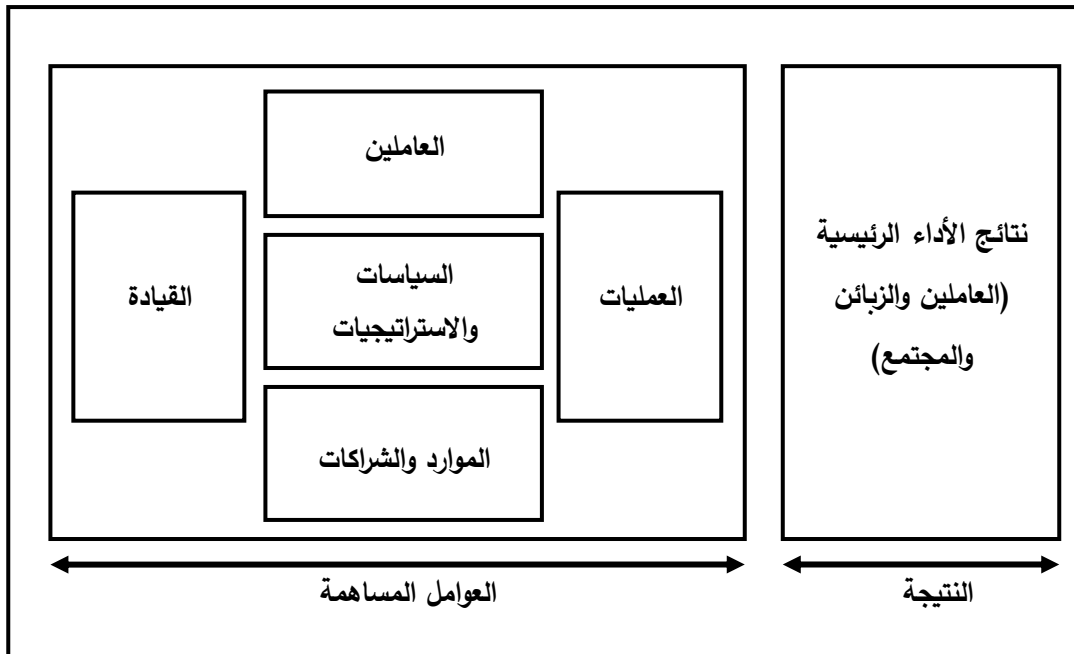 العاملين
القيادة
السياسات
والاستراتيجيات
العمليات
الموارد والشراكات
نتائج الأداء الرئيسية
(العاملين والزبائن
والمجتمع)
العوامل المساهمة
النتيجة